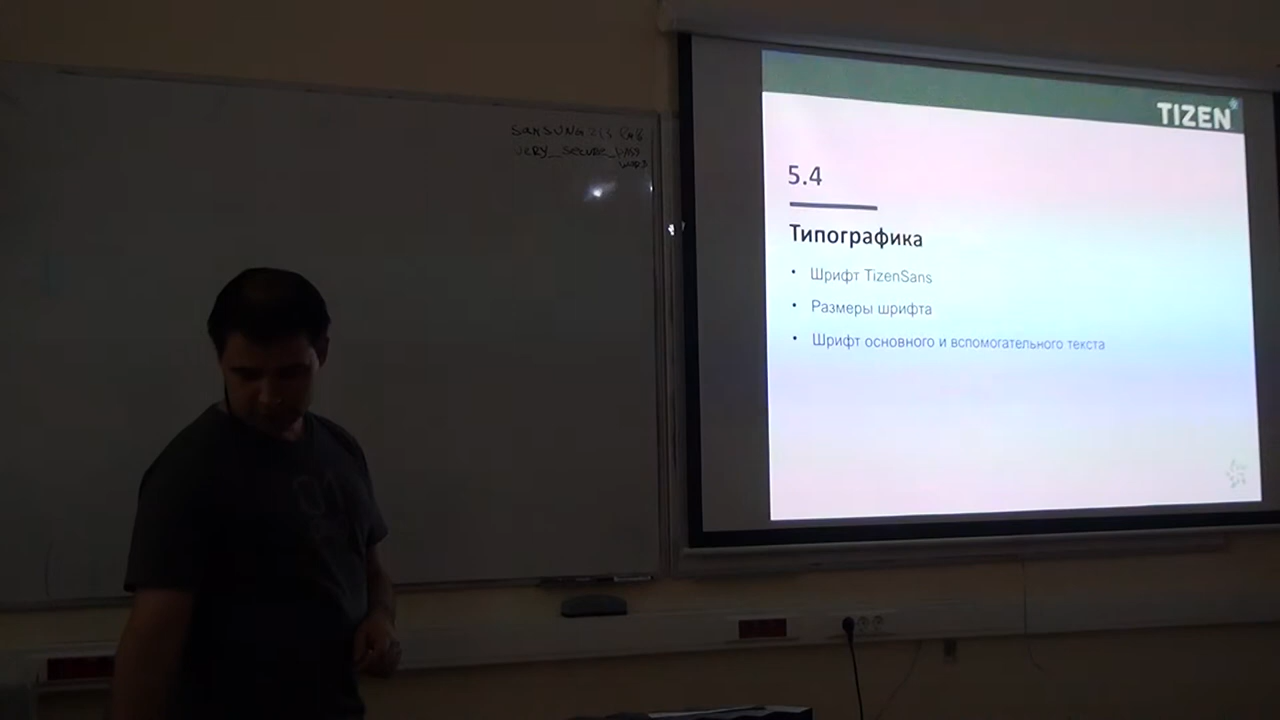 TIZEN
5.4
Типографика
• Шрифт TizenSans
• Размеры шрифта
• Шрифт основного и вспомогательного текста